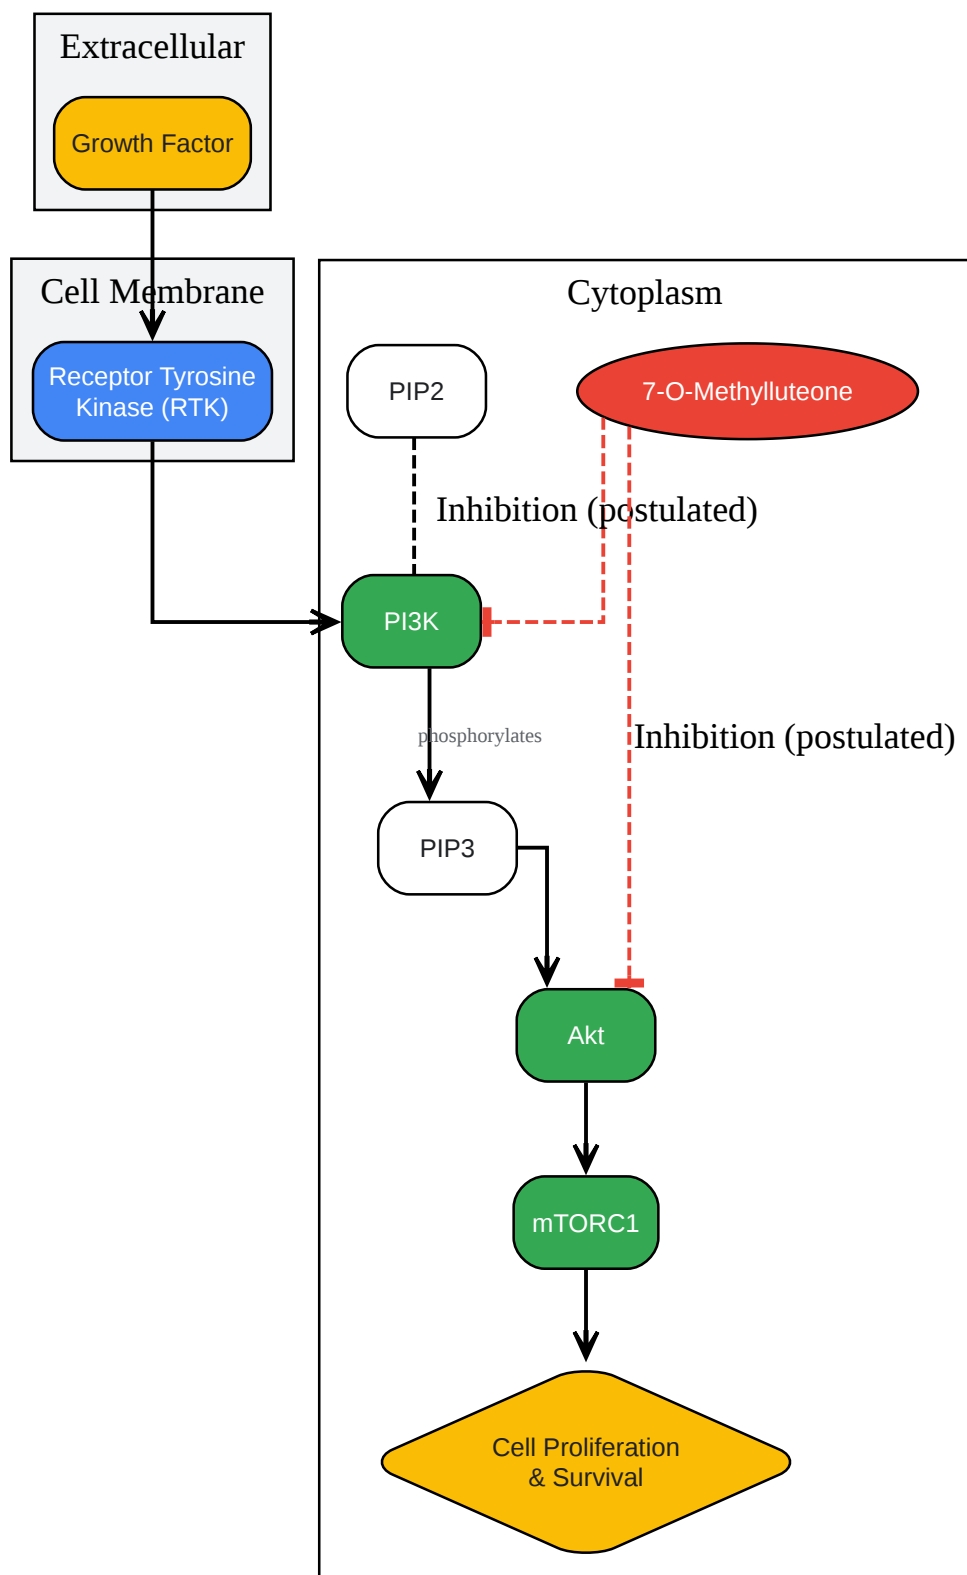 Extracellular
Growth Factor
Cell Membrane
Receptor Tyrosine
Kinase (RTK)
Cytoplasm
PIP2
7-O-Methylluteone
Inhibition (postulated)
PI3K
phosphorylates
Inhibition (postulated)
PIP3
Akt
mTORC1
Cell Proliferation
& Survival